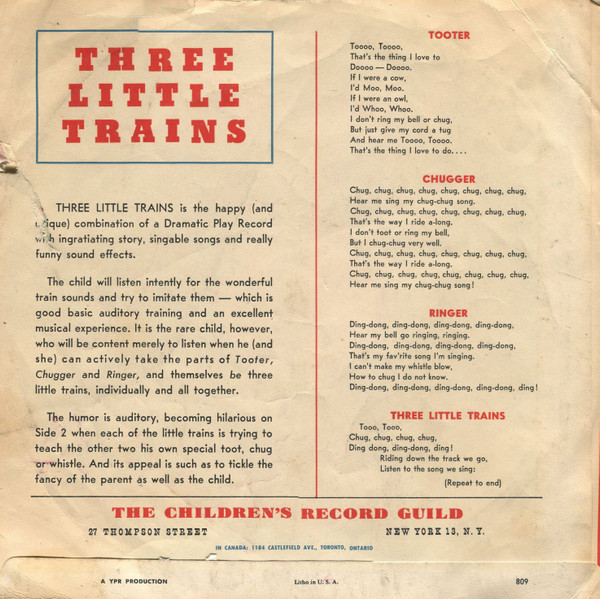 THREE
LITTLE
TRAINS
THREE LITTLE TRAINS is the happy (and
unique) combination of a Dramatic Play Record
with ingratiating story, singable songs and really
funny sound effects.
The child will listen intently for the wonderful
train sounds and try to imitate them — which is
good basic auditory training and an excellent
musical experience. It is the rare child, however,
who will be content merely to listen when he (and
she) can actively take the parts of Tooter,
Chugger and Ringer, and themselves be three
little trains, individually and all together.
The humor is auditory, becoming hilarious on
Side 2 when each of the little trains is trying to
teach the other two his own special toot, chug
or whistle. And its appeal is such as to tickle the
fancy of the parent as well as the child.
TOOTER
Toooo, Toooo,
That's the thing I love to
Doooo — Doooo.
If I were a cow,
I'd Moo, Moo.
If I were an owl,
I'd Whoo, Whoo.
I don't ring my bell or chug,
But just give my cord a tug
And hear me Toooo, Toooo.
That's the thing I love to do....
CHUGGER
Chug, chug, chug, chug, chug, chug, chug, chug,
Hear me sing my chug-chug song.
Chug, chug, chug, chug, chug, chug, chug, chug,
That's the way I ride a-long.
I don't toot or ring my bell,
But I chug-chug very well.
Chug, chug, chug, chug, chug, chug, chug, chug,
That's the way I ride a-long.
Chug, chug, chug, chug, chug, chug, chug, chug,
Hear me sing my chug-chug song!
RINGER
Ding-dong, ding-dong, ding-dong, ding-dong,
Hear my bell go ringing, ringing.
Ding-dong, ding-dong, ding-dong, ding-dong,
That's my fav'rite song I'm singing.
I can't make my whistle blow,
How to chug I do not know.
Ding-dong, ding-dong, ding-dong, ding-dong, ding!
THREE LITTLE TRAINS
Tooo, Tooo,
Chug, chug, chug, chug,
Ding dong, ding-dong, ding!
Riding down the track we go,
Listen to the song we sing:
(Repeat to end)
THE CHILDREN'S RECORD GUILD
27 THOMPSON STREET NEW YORK 13, N. Y.
IN CANADA: 1184 CASTLEFIELD AVE., TORONTO, ONTARIO
A YPR PRODUCTION Litho in U. S. A. 809